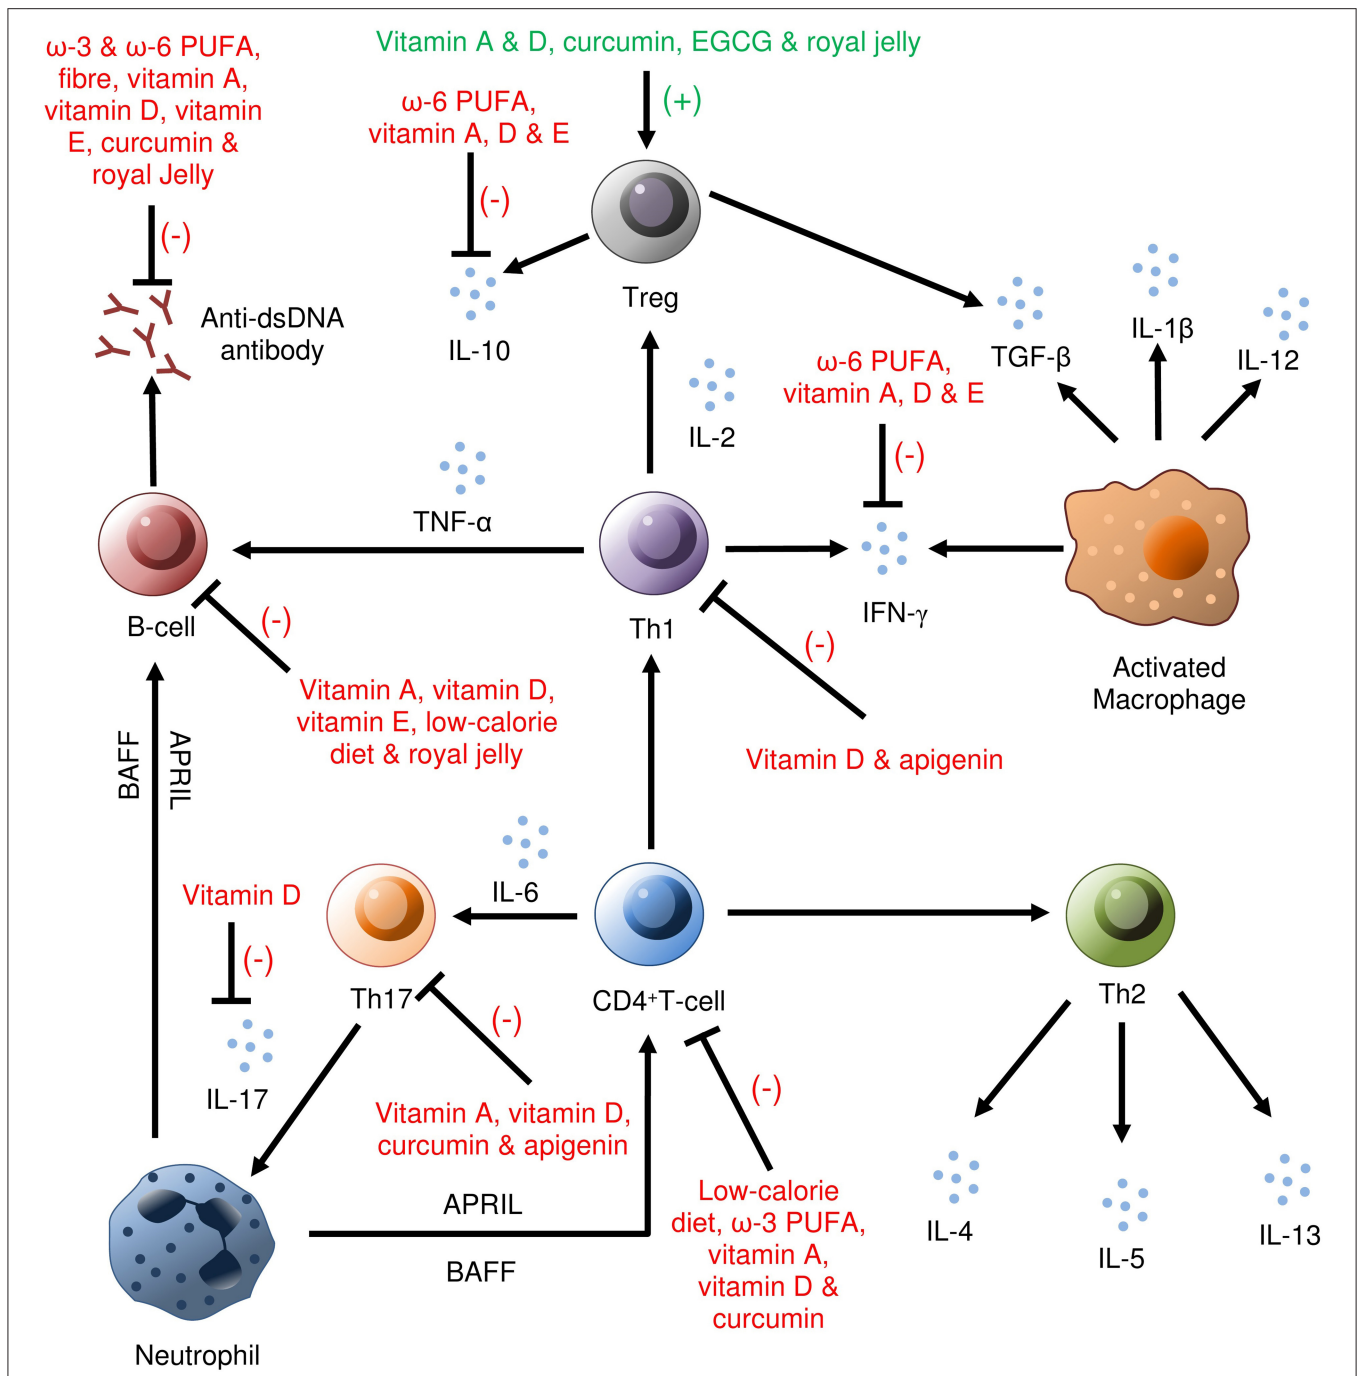 ω-3 & ω-6 PUFA,
fibre, vitamin A,
vitamin D, vitamin
E, curcumin &
royal Jelly
(-)
Anti-dsDNA
antibody
Vitamin A & D, curcumin, EGCG & royal jelly
(+)
ω-6 PUFA,
vitamin A, D & E
(-)
IL-10
Treg
TGF-β
IL-1β
IL-12
IL-2
ω-6 PUFA,
vitamin A, D & E
(-)
TNF-α
B-cell
(-)
Vitamin A, vitamin D,
vitamin E, low-calorie
diet & royal jelly
Th1
IFN-γ
(-)
Vitamin D & apigenin
Activated
Macrophage
BAFF
APRIL
Vitamin D
(-)
IL-17
IL-6
Th17
(-)
Vitamin A, vitamin D,
curcumin & apigenin
CD4+T-cell
(-)
Low-calorie
diet, ω-3 PUFA,
vitamin A,
vitamin D &
curcumin
Th2
IL-4
IL-5
IL-13
APRIL
BAFF
Neutrophil